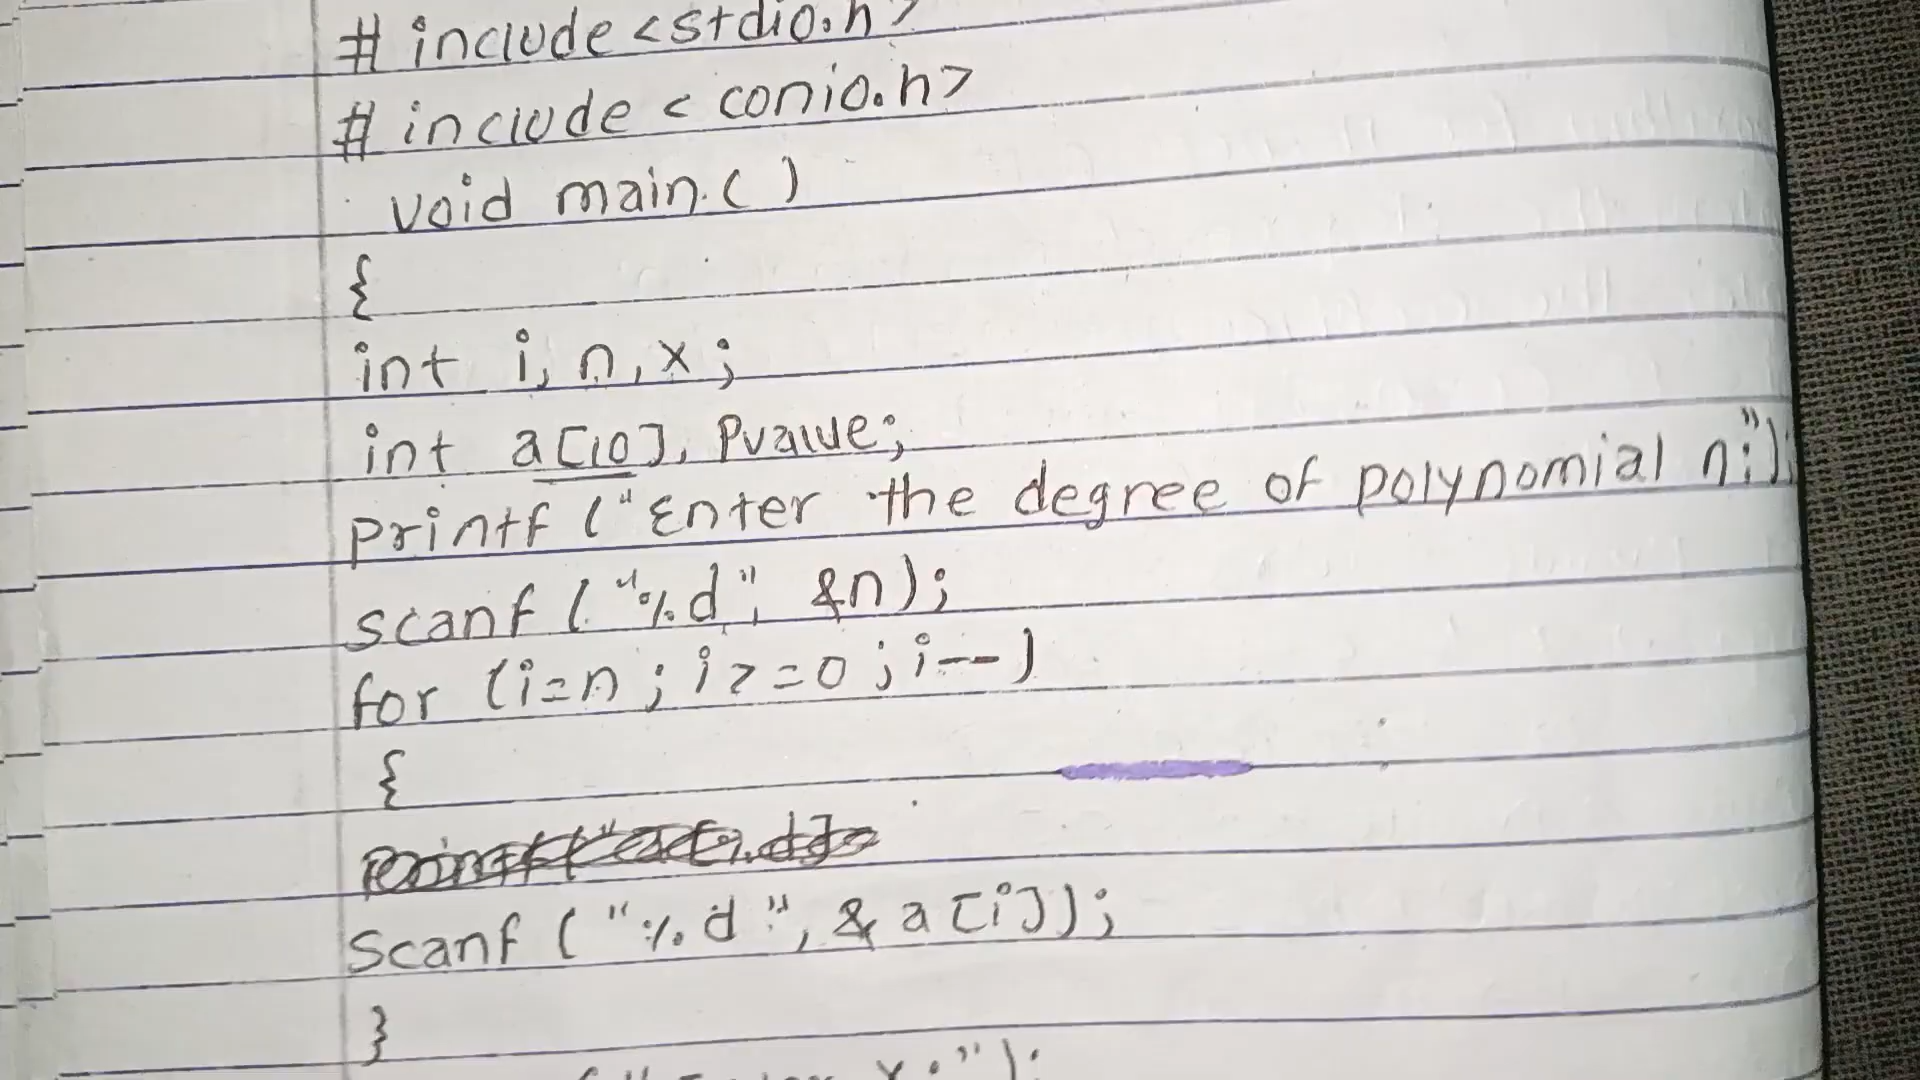 # include <stdio.h>
# include < conio.h>
void main. ( )
{
int i, n, x ;
int a [10], Pvalue;
printf ("Enter the degree of polynomial n:");
scanf ("%d", &n);
for (i=n ; i>=0 ; i--)
{
Scanf ("%d", & a [i]);
}
x:");